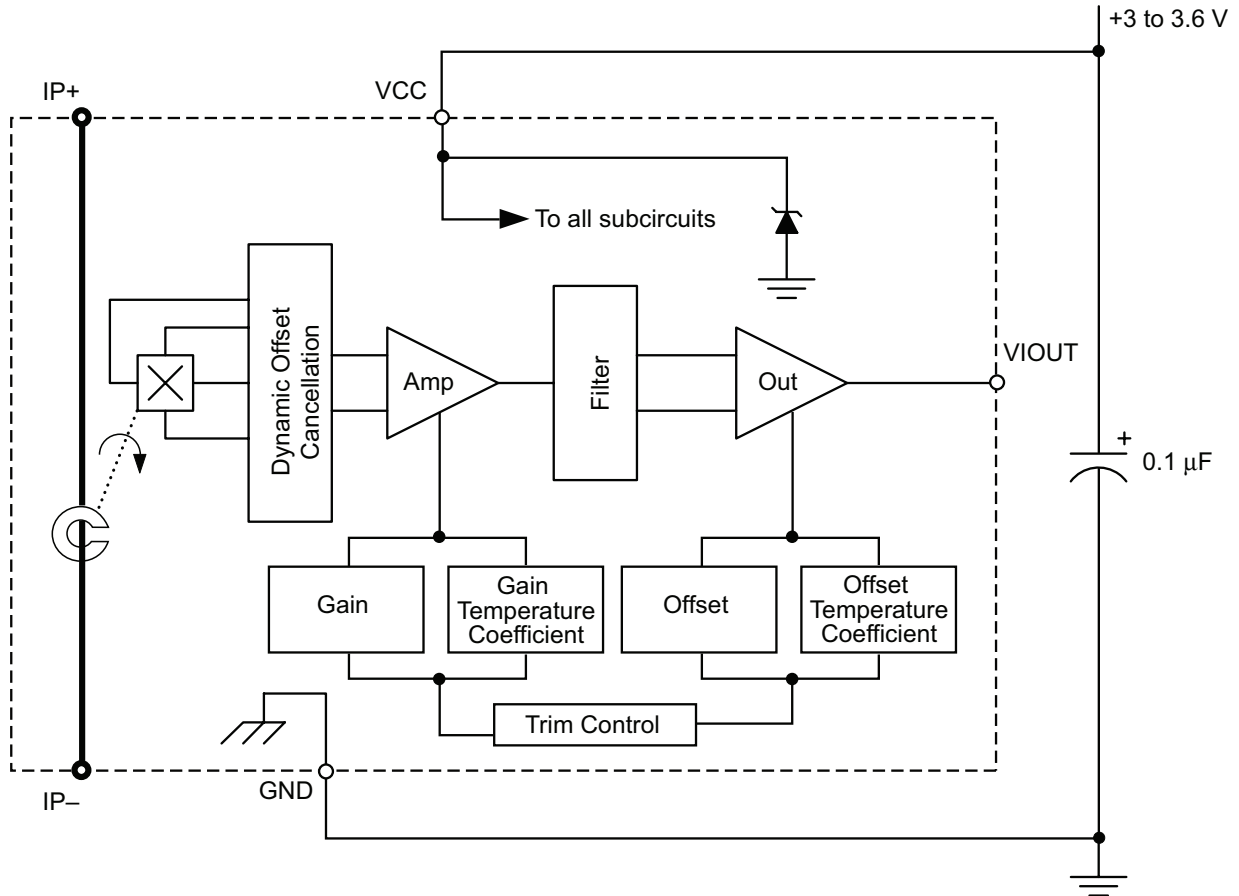 +3 to 3.6 V
IP+
VCC
To all subcircuits
Dynamic Offset
Cancellation
Amp
Filter
Out
VIOUT
+
0.1 μF
Gain
Gain
Temperature
Coefficient
Offset
Offset
Temperature
Coefficient
Trim Control
GND
IP–